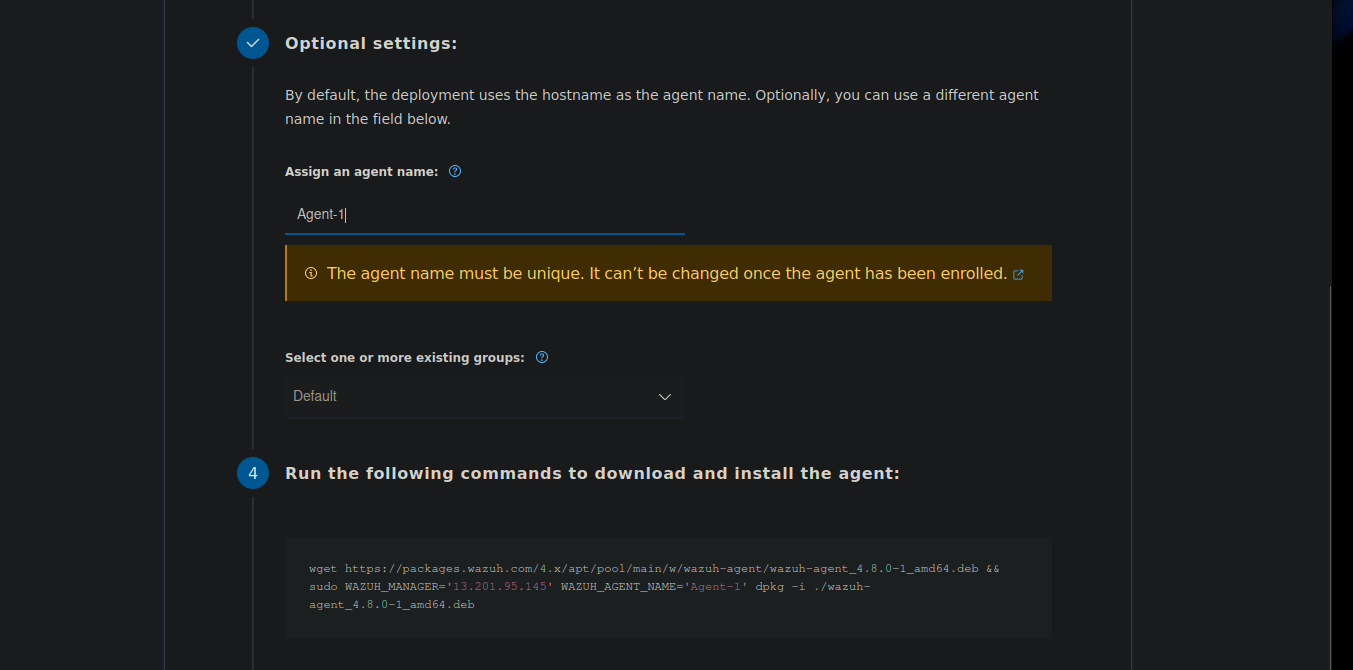 Optional settings:
By default, the deployment uses the hostname as the agent name. Optionally, you can use a different agent
name in the field below.
Assign an agent name:
Agent-1
The agent name must be unique. It can’t be changed once the agent has been enrolled.
Select one or more existing groups:
Default
4 Run the following commands to download and install the agent:
wget https://packages.wazuh.com/4.x/apt/pool/main/w/wazuh-agent/wazuh-agent_4.8.0-1_amd64.deb &&
sudo WAZUH_MANAGER='13.201.95.145' WAZUH_AGENT_NAME='Agent-1' dpkg -i ./wazuh-
agent_4.8.0-1_amd64.deb